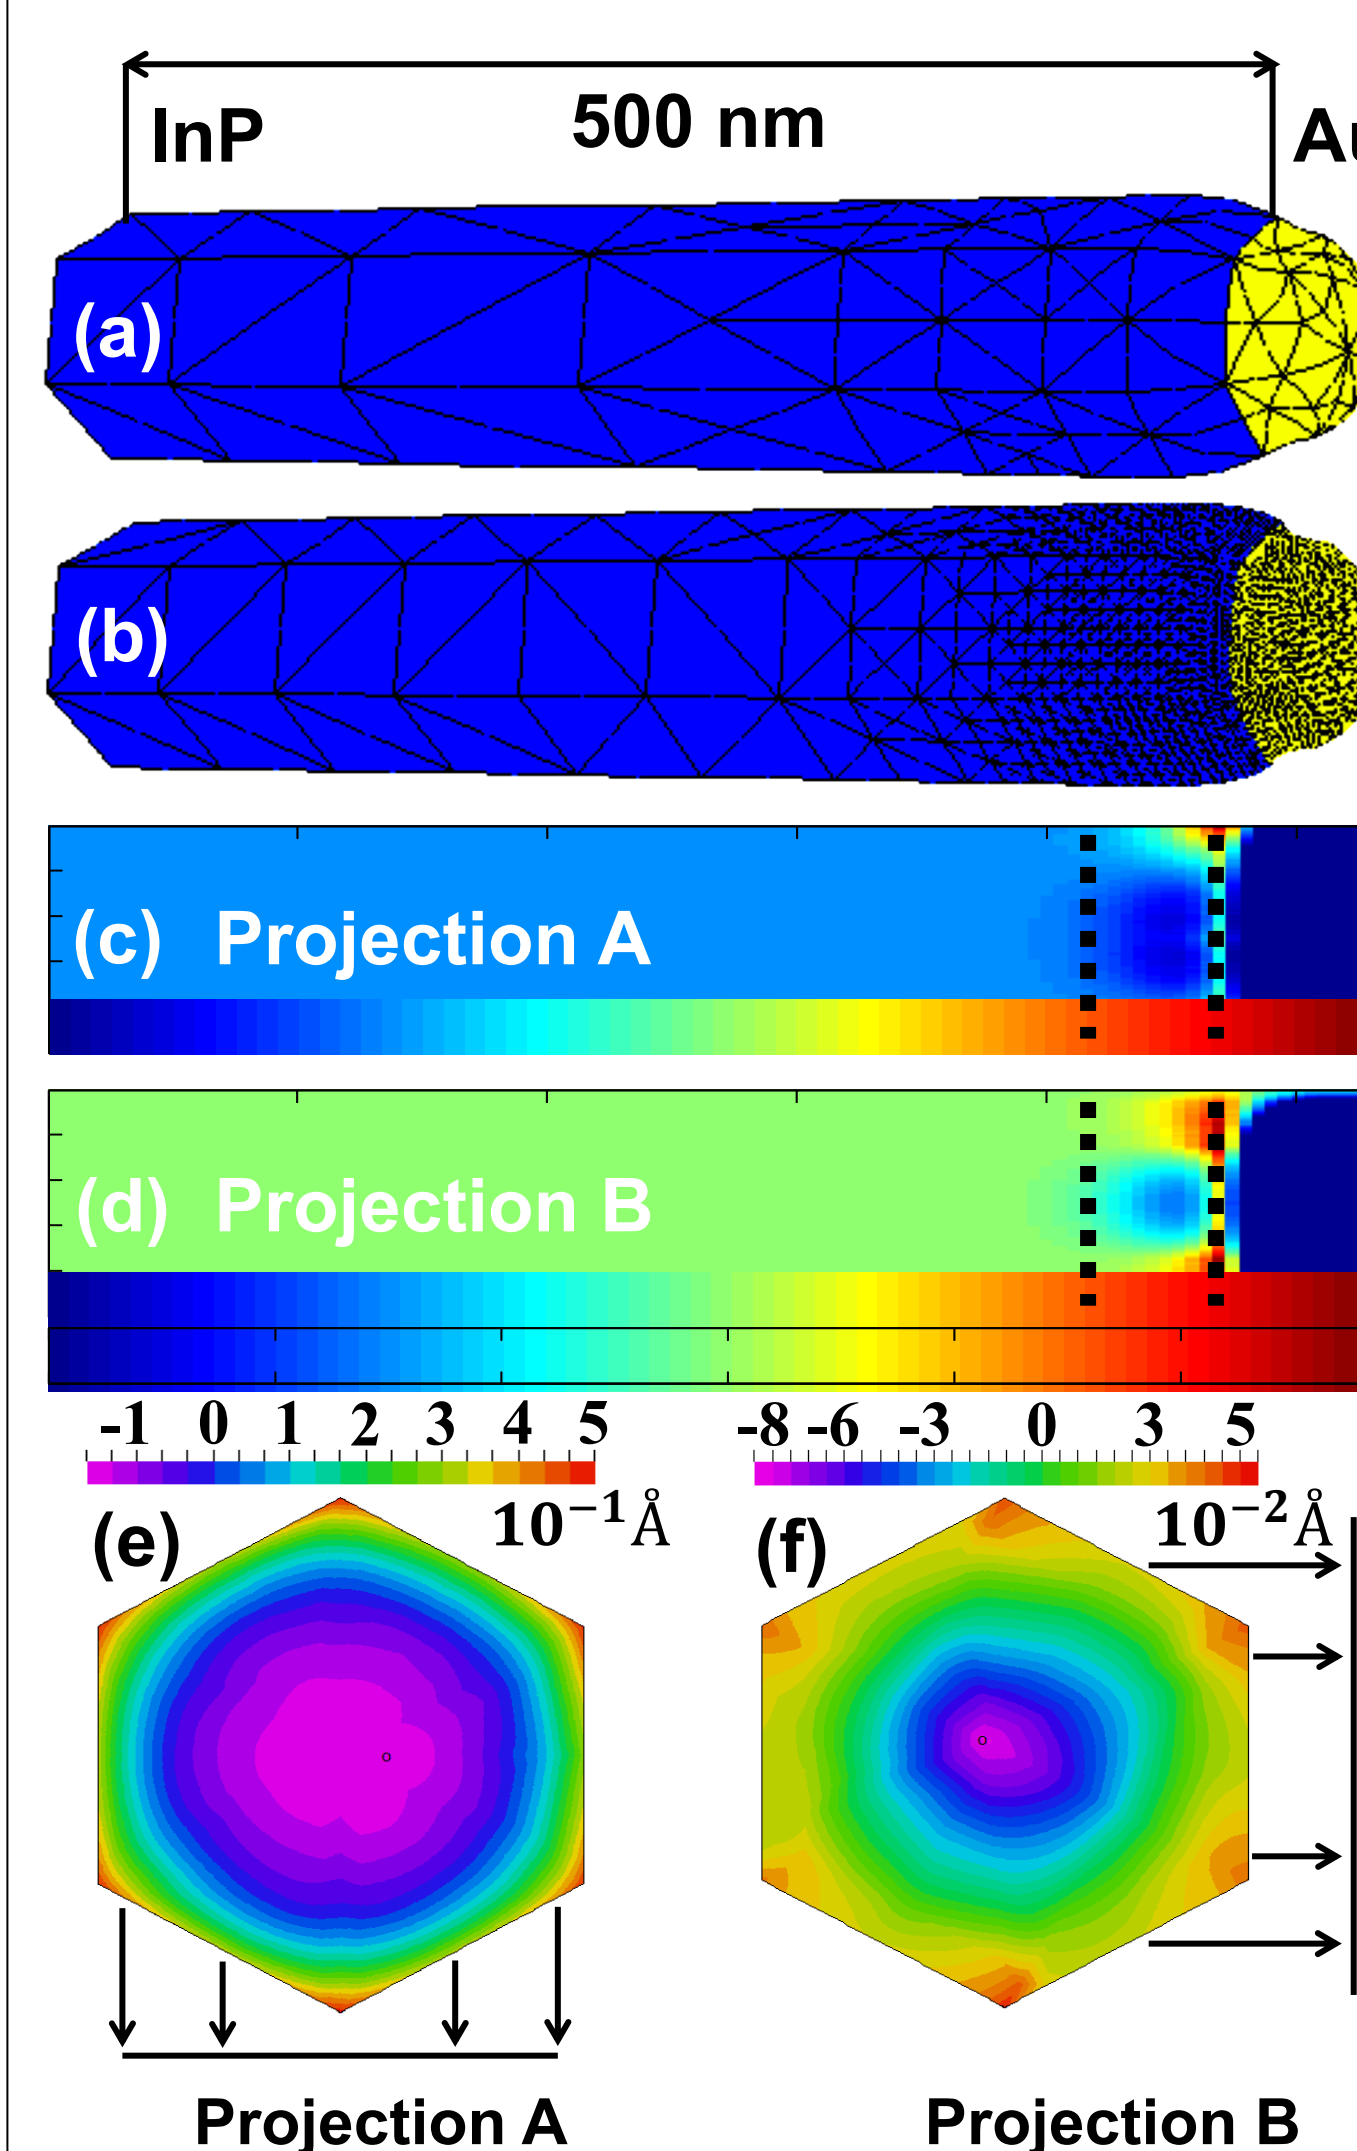 InP 500 nm Au
(a)
(b)
(c) Projection A
(d) Projection B
-1 0 1 2 3 4 5 -8 -6 -3 0 3 5
(e) 10⁻¹Å (f) 10⁻²Å
Projection A Projection B